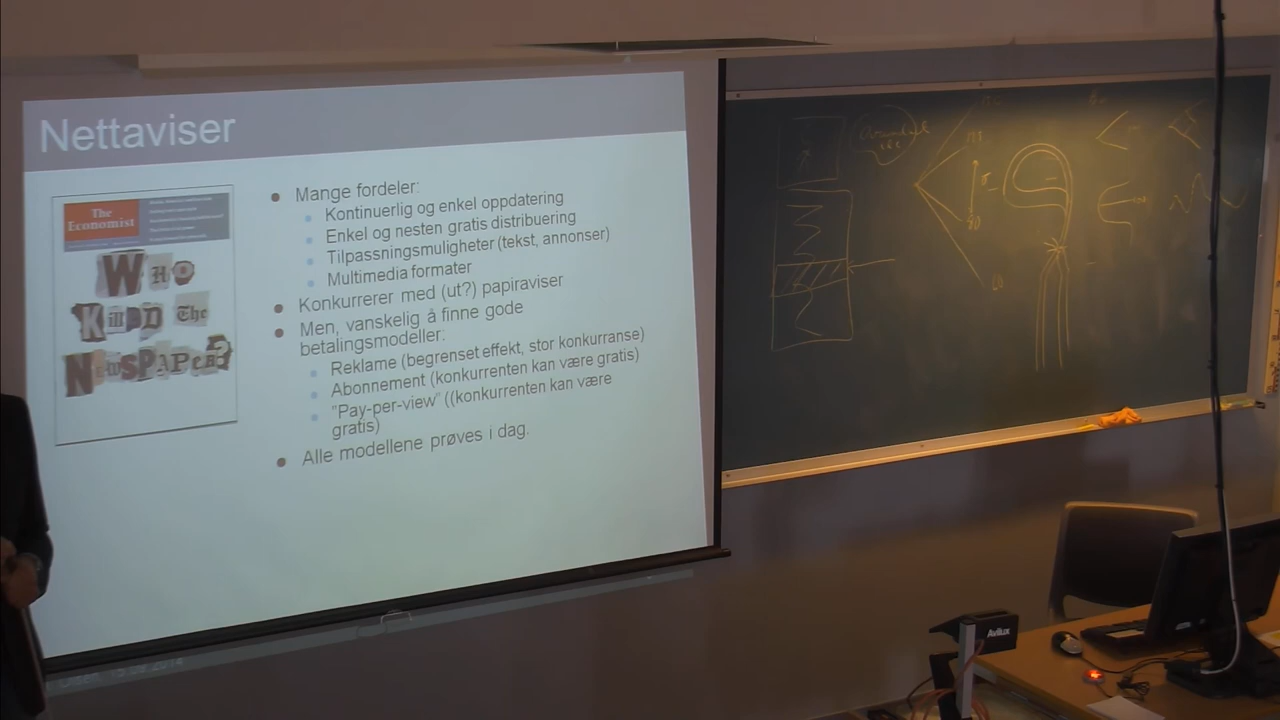 Nettaviser
The
Economist
Who
Killed The
Newspaper?
Mange fordeler:
Kontinuerlig og enkel oppdatering
Enkel og nesten gratis distribuering
Tilpassningsmuligheter (tekst, annonser)
Multimedia formater
Konkurrerer med (ut?) papiraviser
Men, vanskelig å finne gode
betalingsmodeller:
Reklame (begrenset effekt, stor konkurranse)
Abonnement (konkurrenten kan være gratis)
"Pay-per-view" ((konkurrenten kan være
gratis)
Alle modellene prøves i dag.
Avilux